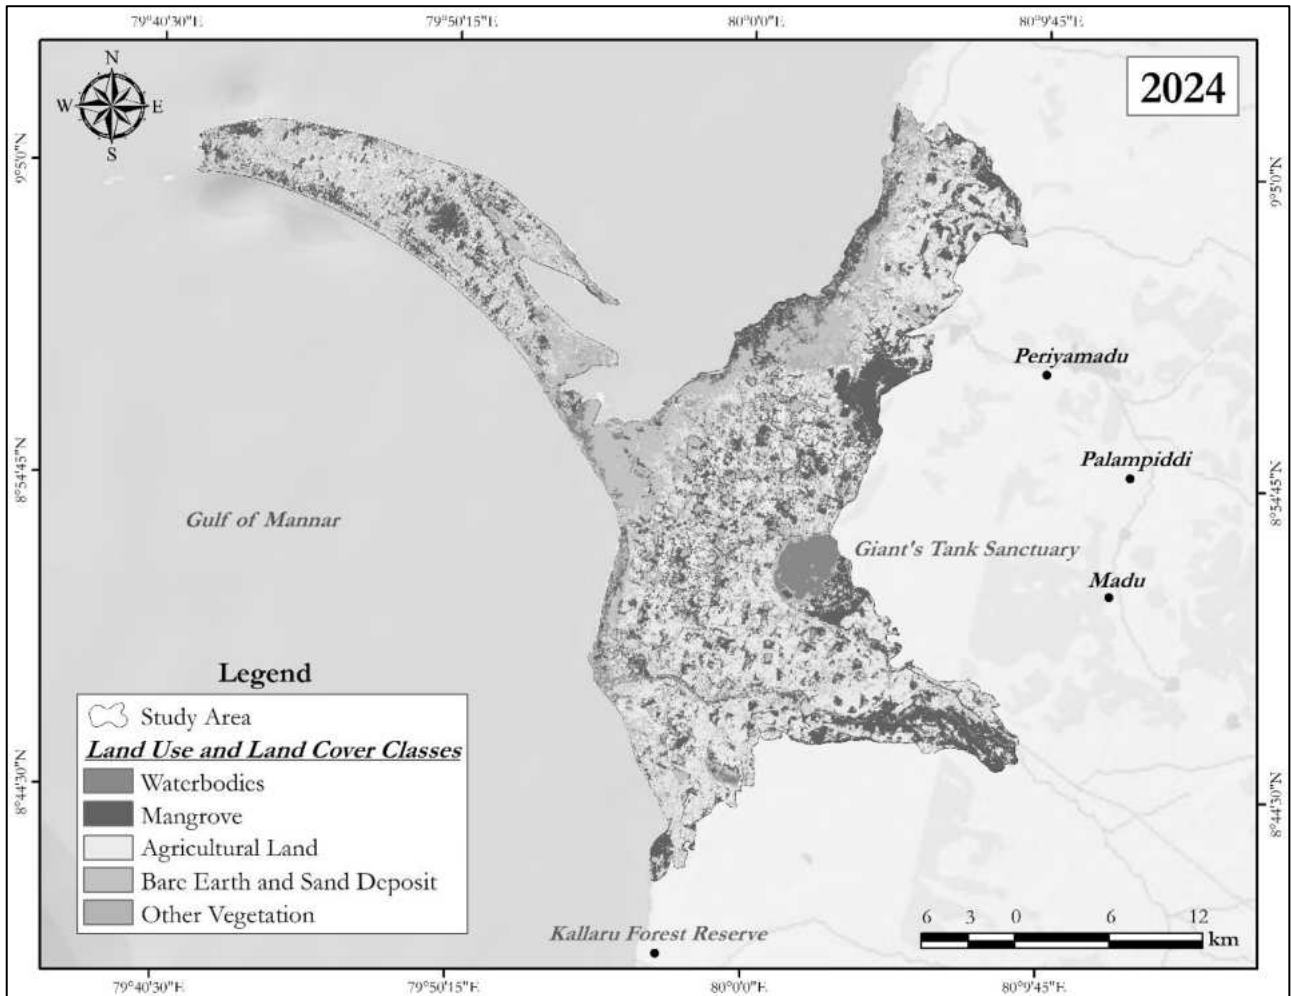 79°40'30"E 79°50'15"E 80°0'0"E 80°9'45"E
2024
N
W E
S
9°5'0"N 9°5'0"N
Periyamadu
8°54'45"N 8°54'45"N
Palampiddi
Gulf of Mannar
Giant's Tank Sanctuary
Madu
Legend
Study Area
Land Use and Land Cover Classes
Waterbodies
Mangrove
Agricultural Land
Bare Earth and Sand Deposit
Other Vegetation
8°44'30"N 8°44'30"N
Kallaru Forest Reserve
6 3 0 6 12
km
79°40'30"E 79°50'15"E 80°0'0"E 80°9'45"E